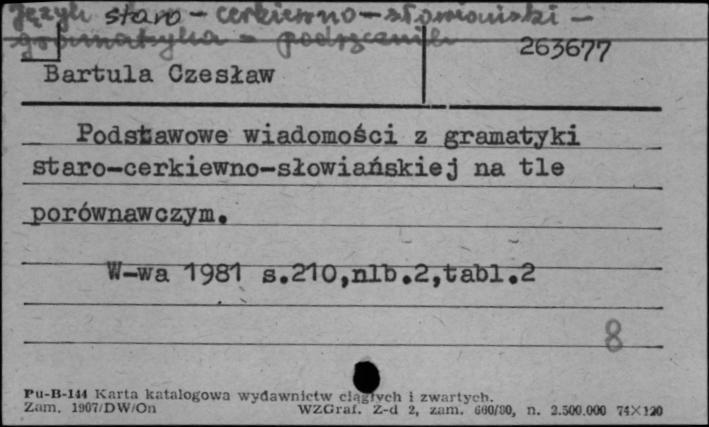 język staro-cerkiewno-słowiański -
gramatyka - podręcznik
263677
Bartula Czesław
Podstawowe wiadomości z gramatyki
staro-cerkiewno-słowiańskiej na tle
porównawczym.
W-wa 1981 s.210,nlb.2,tabl.2
8
Pu-B-144 Karta katalogowa wydawnictw ciągłych i zwartych.
Zam. 1907/DW/On WZGraf. Z-d 2, zam. 660/80, n. 2.500.000 74×120